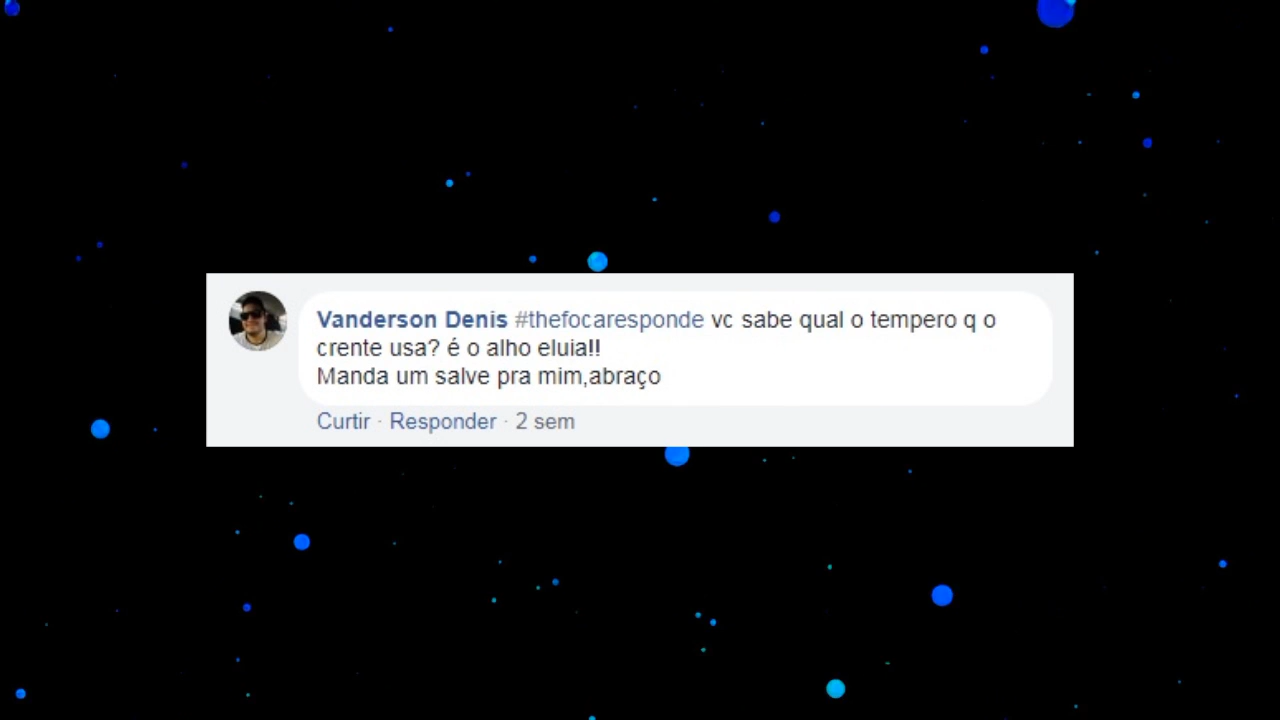 Vanderson Denis #thefocaresponde vc sabe qual o tempero q o
crente usa? é o alho eluia!!
Manda um salve pra mim,abraço
Curtir · Responder · 2 sem